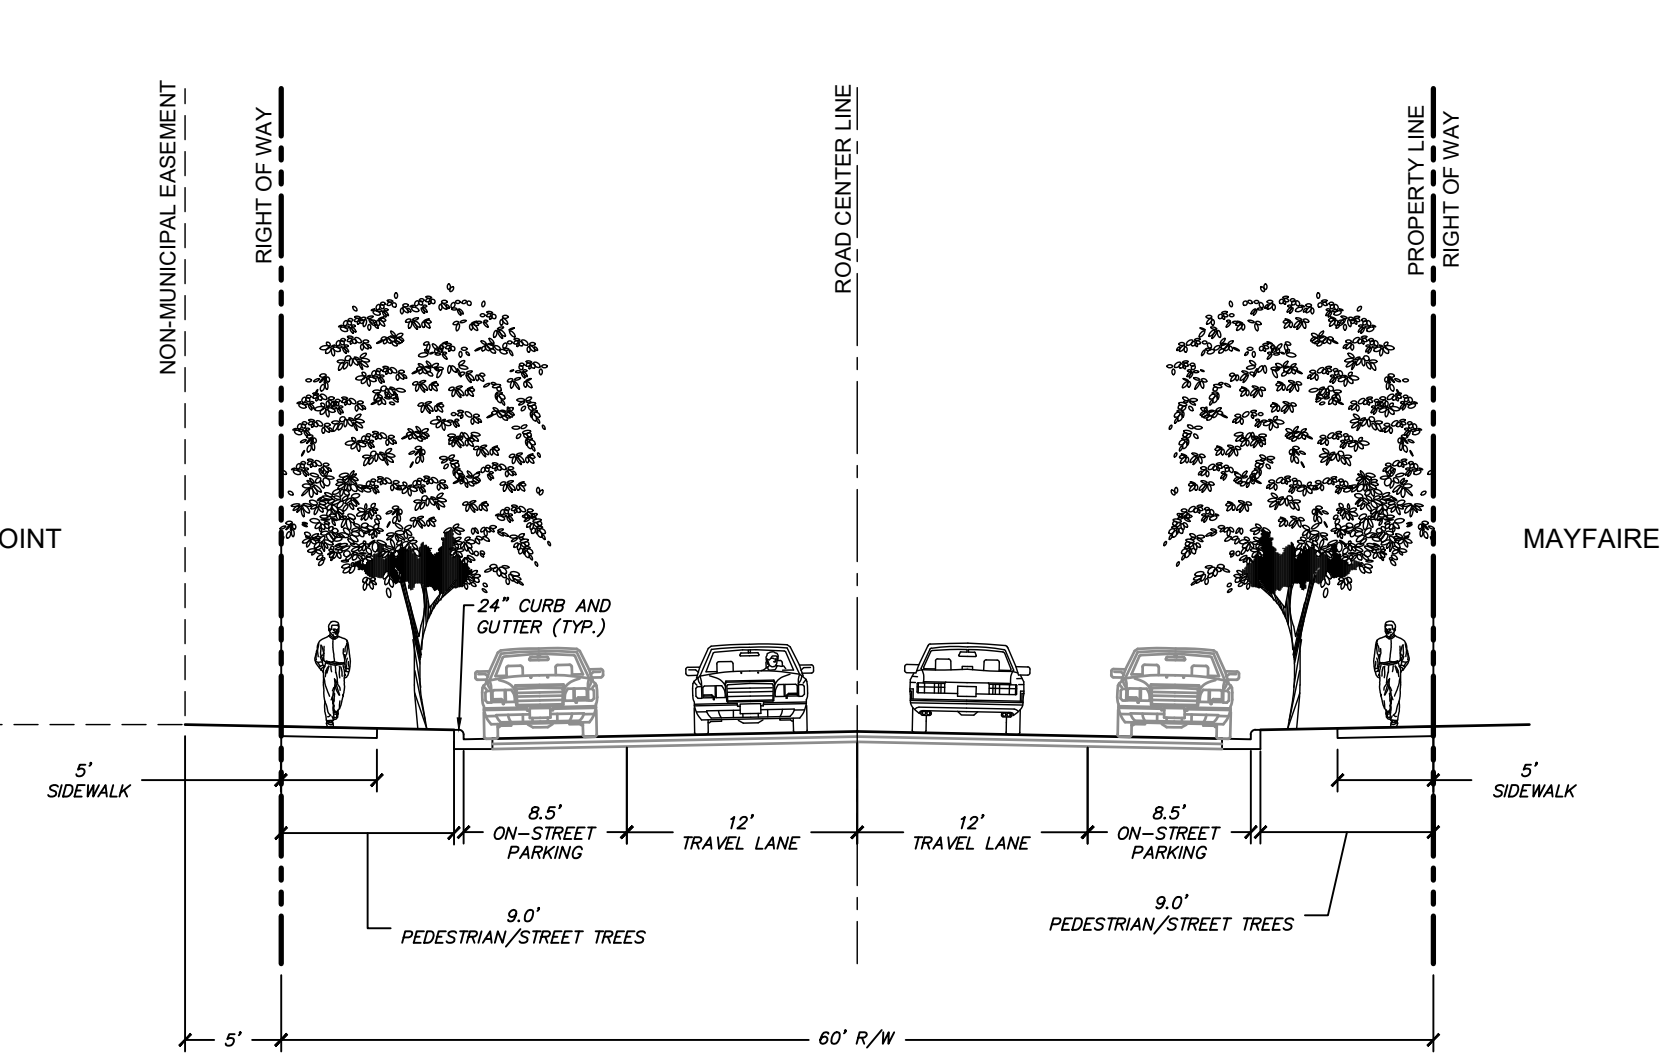 NON-MUNICIPAL EASEMENT
RIGHT OF WAY
ROAD CENTER LINE
PROPERTY LINE
RIGHT OF WAY
OINT
MAYFAIRE
24" CURB AND
GUTTER (TYP.)
5'
SIDEWALK
8.5'
ON-STREET
PARKING
12'
TRAVEL LANE
12'
TRAVEL LANE
8.5'
ON-STREET
PARKING
5'
SIDEWALK
9.0'
PEDESTRIAN/STREET TREES
9.0'
PEDESTRIAN/STREET TREES
5'
60' R/W